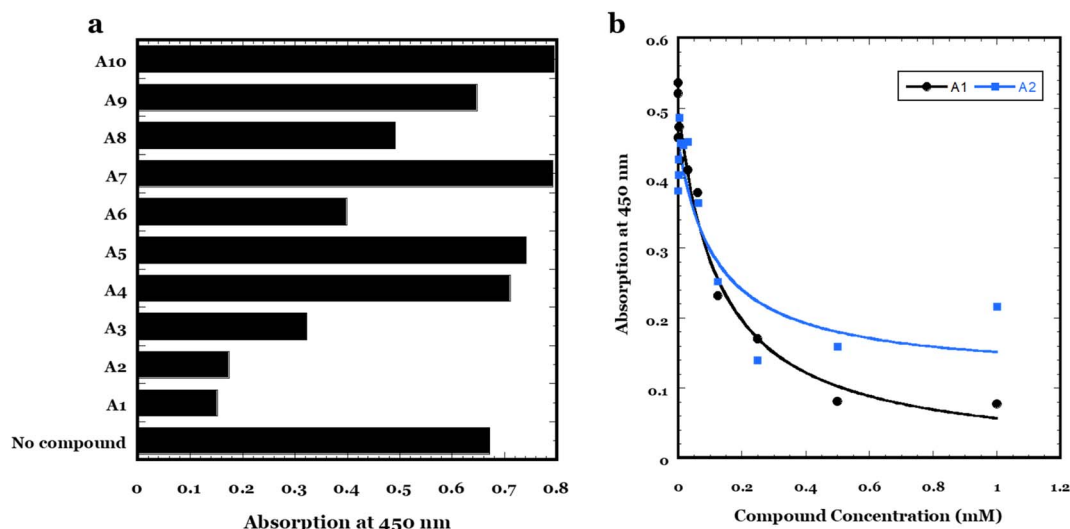 a
A10
A9
A8
A7
A6
A5
A4
A3
A2
A1
No compound
0 0.1 0.2 0.3 0.4 0.5 0.6 0.7 0.8
Absorption at 450 nm
b
0.6
0.5
0.4
0.3
0.2
0.1
0
Absorption at 450 nm
A1 A2
0 0.2 0.4 0.6 0.8 1 1.2
Compound Concentration (mM)